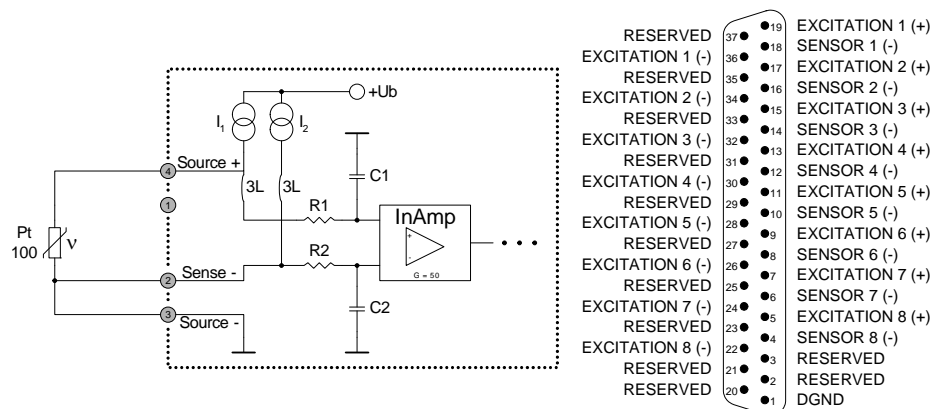 +Ub
I1
I2
4
Source +
3L
3L
C1
1
R1
InAmp
+
-
G = 50
Pt
100
ν
R2
2
Sense -
C2
3
Source -
RESERVED
37
EXCITATION 1 (-)
36
RESERVED
35
EXCITATION 2 (-)
34
RESERVED
33
EXCITATION 3 (-)
32
RESERVED
31
EXCITATION 4 (-)
30
RESERVED
29
EXCITATION 5 (-)
28
RESERVED
27
EXCITATION 6 (-)
26
RESERVED
25
EXCITATION 7 (-)
24
RESERVED
23
EXCITATION 8 (-)
22
RESERVED
21
RESERVED
20
19
EXCITATION 1 (+)
18
SENSOR 1 (-)
17
EXCITATION 2 (+)
16
SENSOR 2 (-)
15
EXCITATION 3 (+)
14
SENSOR 3 (-)
13
EXCITATION 4 (+)
12
SENSOR 4 (-)
11
EXCITATION 5 (+)
10
SENSOR 5 (-)
9
EXCITATION 6 (+)
8
SENSOR 6 (-)
7
EXCITATION 7 (+)
6
SENSOR 7 (-)
5
EXCITATION 8 (+)
4
SENSOR 8 (-)
3
RESERVED
2
RESERVED
1
DGND